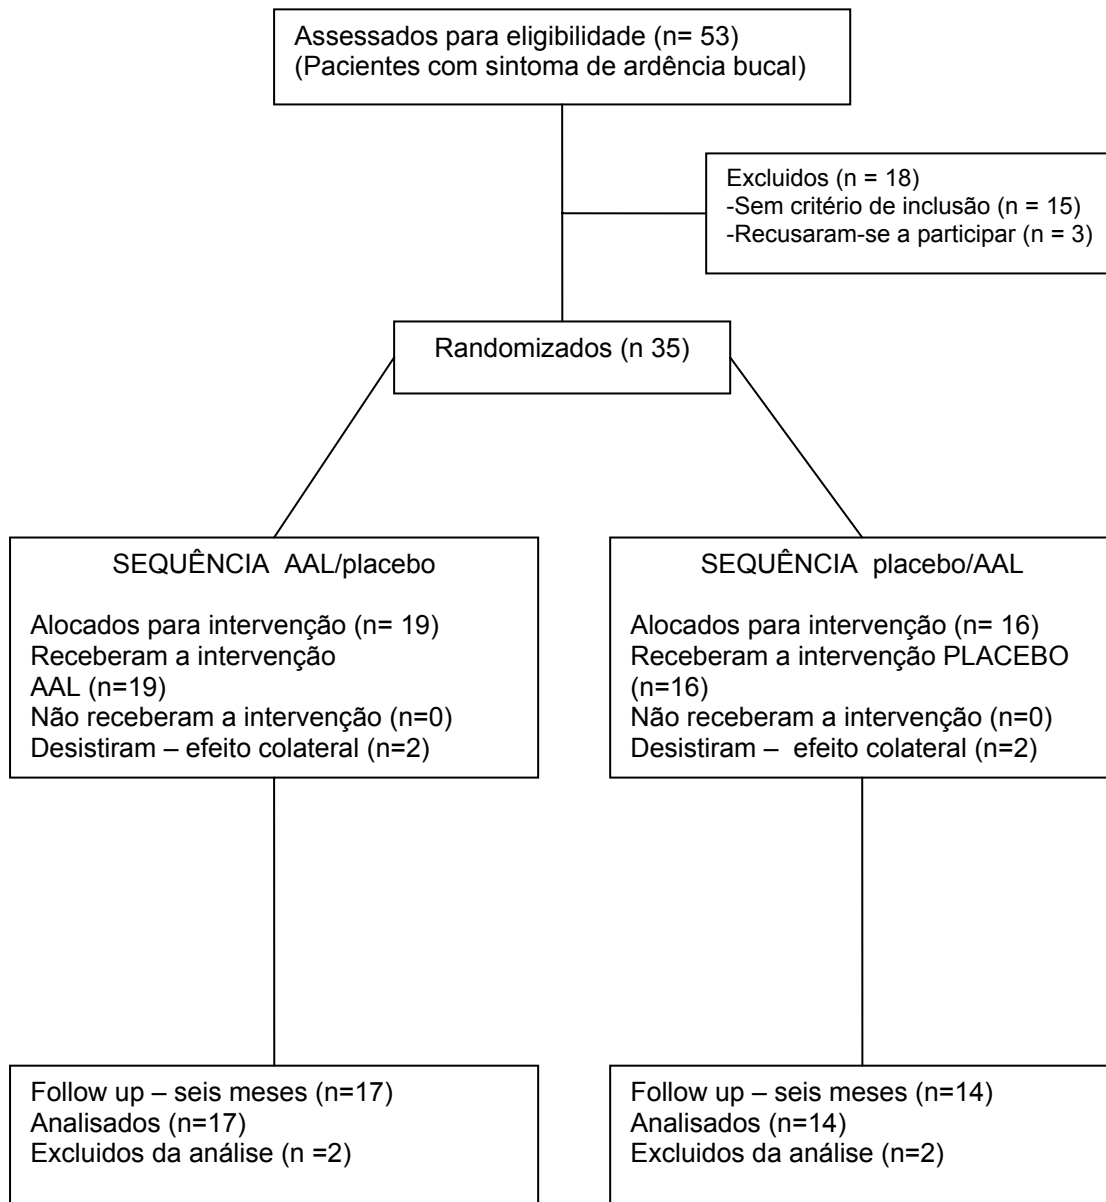 Assessados para eligibilidade (n= 53)
(Pacientes com sintoma de ardência bucal)
Excluidos (n = 18)
-Sem critério de inclusão (n = 15)
-Recusaram-se a participar (n = 3)
Randomizados (n 35)
SEQUÊNCIA AAL/placebo
Alocados para intervenção (n= 19)
Receberam a intervenção
AAL (n=19)
Não receberam a intervenção (n=0)
Desistiram – efeito colateral (n=2)
SEQUÊNCIA placebo/AAL
Alocados para intervenção (n= 16)
Receberam a intervenção PLACEBO
(n=16)
Não receberam a intervenção (n=0)
Desistiram – efeito colateral (n=2)
Follow up – seis meses (n=17)
Analisados (n=17)
Excluidos da análise (n =2)
Follow up – seis meses (n=14)
Analisados (n=14)
Excluidos da análise (n=2)